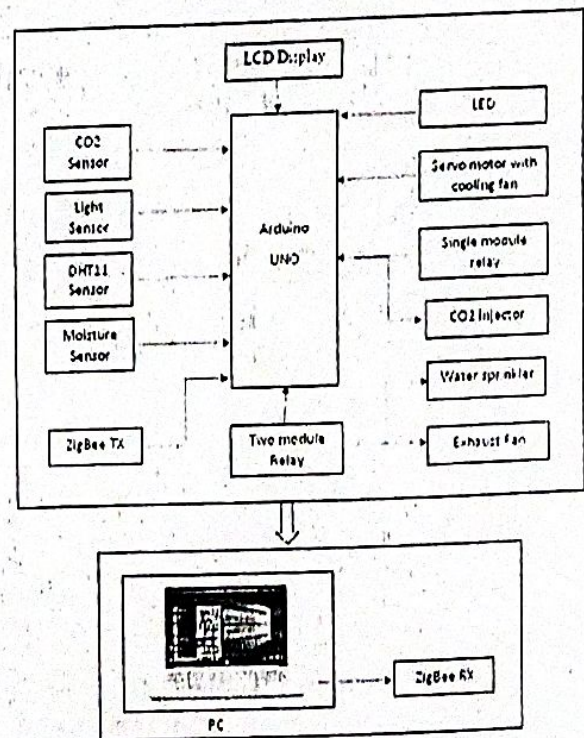 LCD Display
CO2
Sensor
Light
Sensor
DHT11
Sensor
Moisture
Sensor
ZigBee TX
Arduino
UNO
Two module
Relay
LED
Servo motor with
cooling fan
Single module
relay
CO2 Injector
Water sprinkler
Exhaust Fan
ZigBee RX
PC